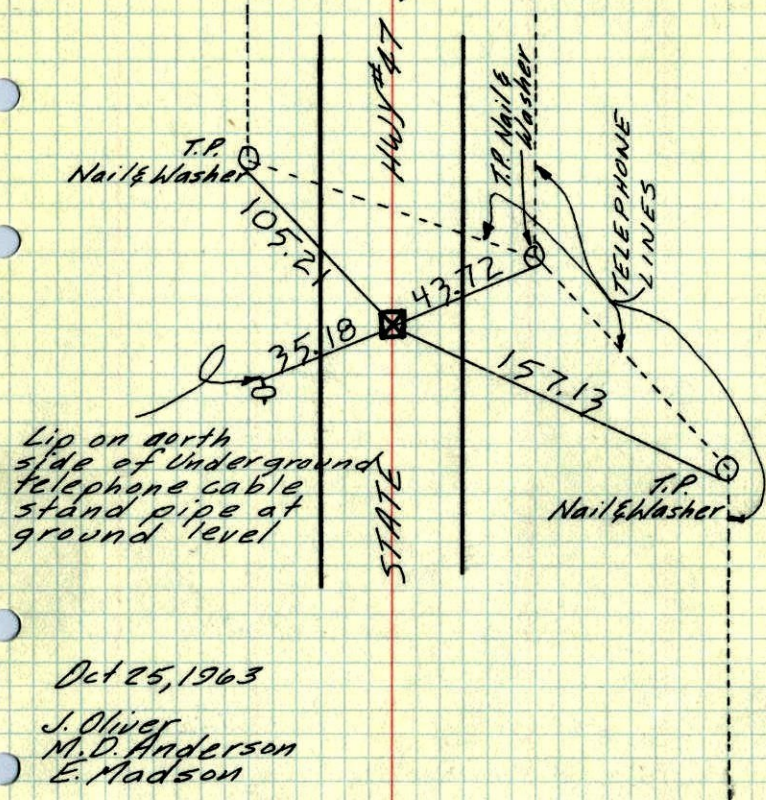 HWY #47
T.P. Nail &
Washer
T.P.
Nail & Washer
TELEPHONE
LINES
105.21
43.72
35.18
157.13
Lip on north
side of Underground
telephone cable
stand pipe at
ground level
STATE
T.P.
Nail & Washer
Oct 25, 1963
J. Oliver
M.D. Anderson
E. Madson